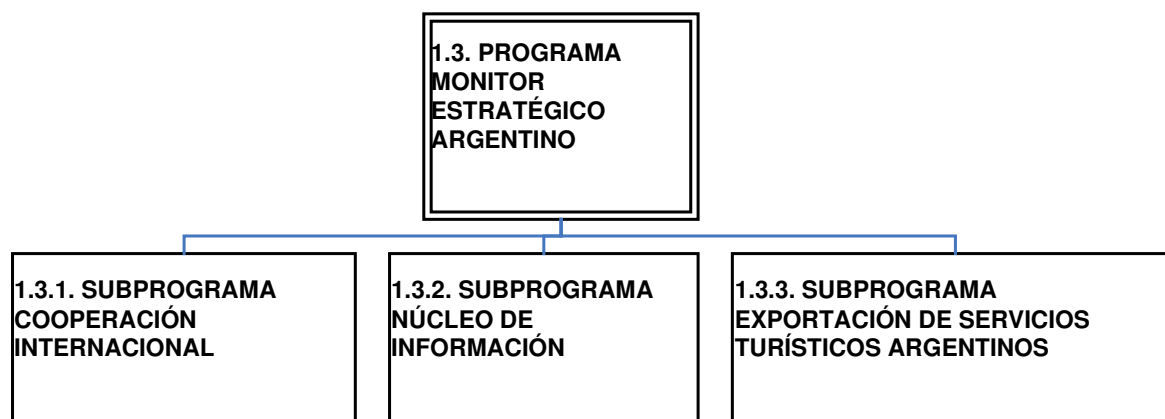 1.3. PROGRAMA
MONITOR
ESTRATÉGICO
ARGENTINO
1.3.1. SUBPROGRAMA
COOPERACIÓN
INTERNACIONAL
1.3.2. SUBPROGRAMA
NÚCLEO DE
INFORMACIÓN
1.3.3. SUBPROGRAMA
EXPORTACIÓN DE SERVICIOS
TURÍSTICOS ARGENTINOS